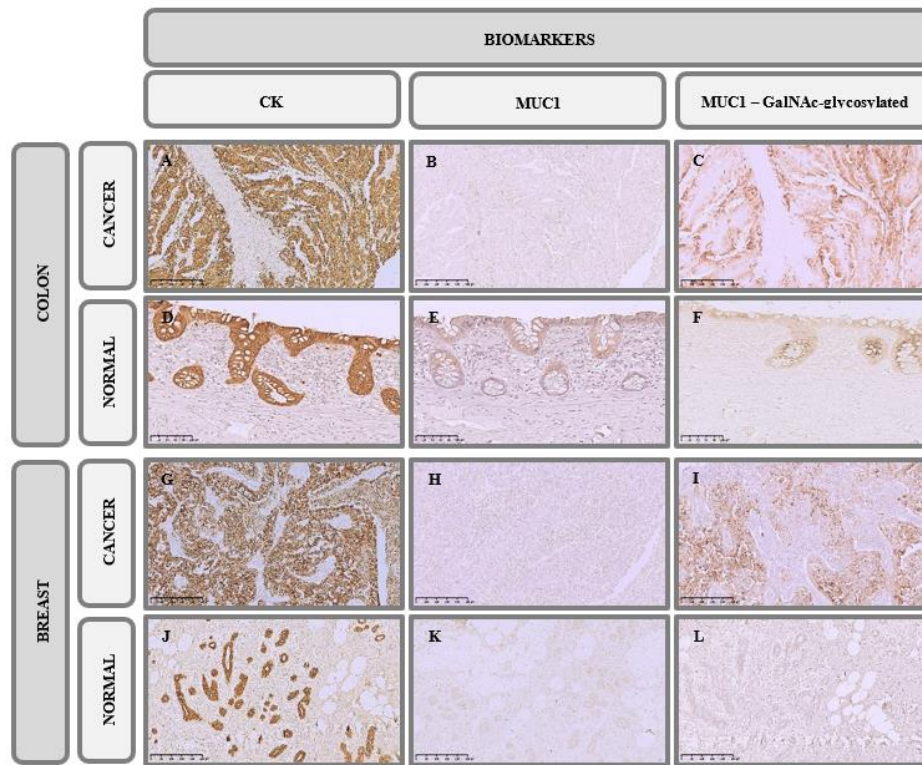 BIOMARKERS
CK
MUC1
MUC1 – GalNAc-glycosylated
COLON
CANCER
A
B
C
NORMAL
D
E
F
BREAST
CANCER
G
H
I
NORMAL
J
K
L